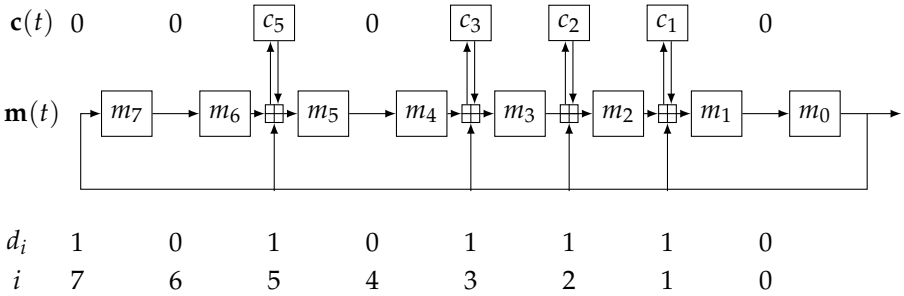 c(t) 0 0 c₅ 0 c₃ c₂ c₁ 0
m(t) m₇ m₆ m₅ m₄ m₃ m₂ m₁ m₀
dᵢ 1 0 1 0 1 1 1 0
i 7 6 5 4 3 2 1 0